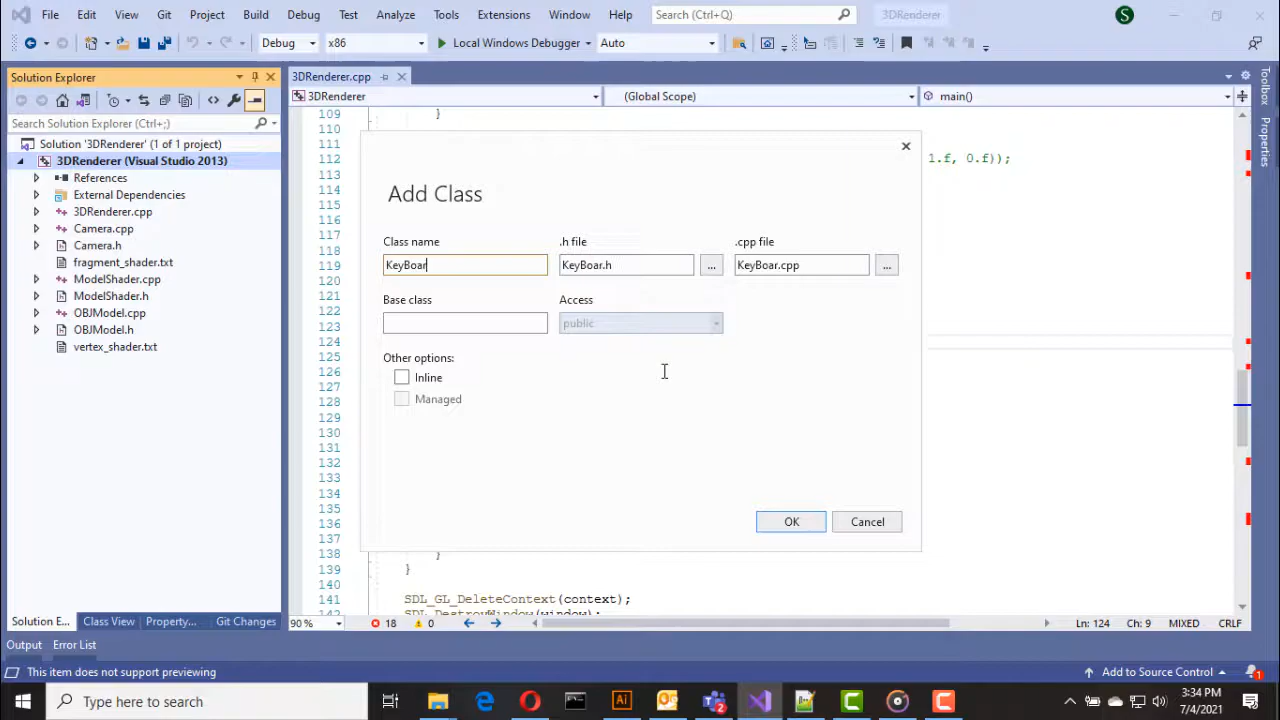 File Edit View Git Project Build Debug Test Analyze Tools Extensions Window Help Search (Ctrl+Q) 3DRenderer S
Debug x86 Local Windows Debugger Auto
Solution Explorer
3DRenderer.cpp
3DRenderer (Global Scope) main()
Search Solution Explorer (Ctrl+;)
Solution '3DRenderer' (1 of 1 project)
3DRenderer (Visual Studio 2013)
References
External Dependencies
3DRenderer.cpp
Camera.cpp
Camera.h
fragment_shader.txt
ModelShader.cpp
ModelShader.h
OBJModel.cpp
OBJModel.h
vertex_shader.txt
Solution E... Class View Property... Git Changes
109 }
110
111
112 1.f, 0.f));
113
114
115
116
117
118
119
120
121
122
123
124
125
126
127
128
129
130
131
132
133
134
135
136
137
138 }
139 }
140
141 SDL_GL_DeleteContext(context);
142 SDL_DestroyWindow(window);
Add Class
Class name .h file .cpp file
KeyBoar KeyBoar.h ... KeyBoar.cpp ...
Base class Access
public
Other options:
Inline
Managed
OK Cancel
Toolbox
Properties
90 % 18 0 Ln: 124 Ch: 9 MIXED CRLF
Output Error List
This item does not support previewing Add to Source Control 1
Type here to search Ai 2 3:34 PM
7/4/2021